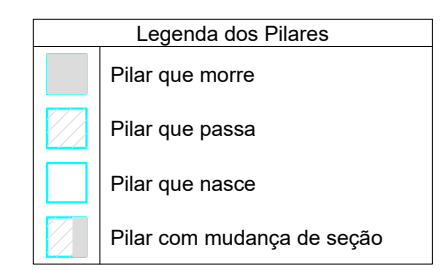 Legenda dos Pilares
Pilar que morre
Pilar que passa
Pilar que nasce
Pilar com mudança de seção